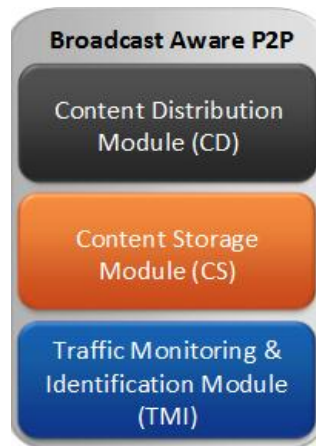 Broadcast Aware P2P
Content Distribution
Module (CD)
Content Storage
Module (CS)
Traffic Monitoring &
Identification Module
(TMI)